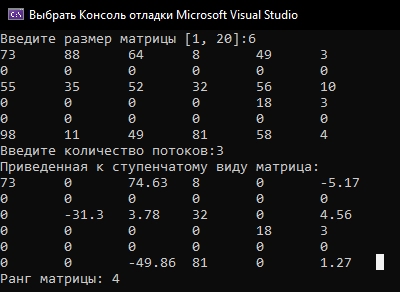 Выбрать Консоль отладки Microsoft Visual Studio
Введите размер матрицы [1, 20]:6
73 88 64 8 49 3
0 0 0 0 0 0
55 35 52 32 56 10
0 0 0 0 18 3
0 0 0 0 0 0
98 11 49 81 58 4
Введите количество потоков:3
Приведенная к ступенчатому виду матрица:
73 0 74.63 8 0 -5.17
0 0 0 0 0 0
0 -31.3 3.78 32 0 4.56
0 0 0 0 18 3
0 0 0 0 0 0
0 0 -49.86 81 0 1.27
Ранг матрицы: 4